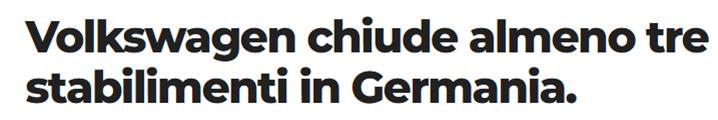 Volkswagen chiude almeno tre
stabilimenti in Germania.